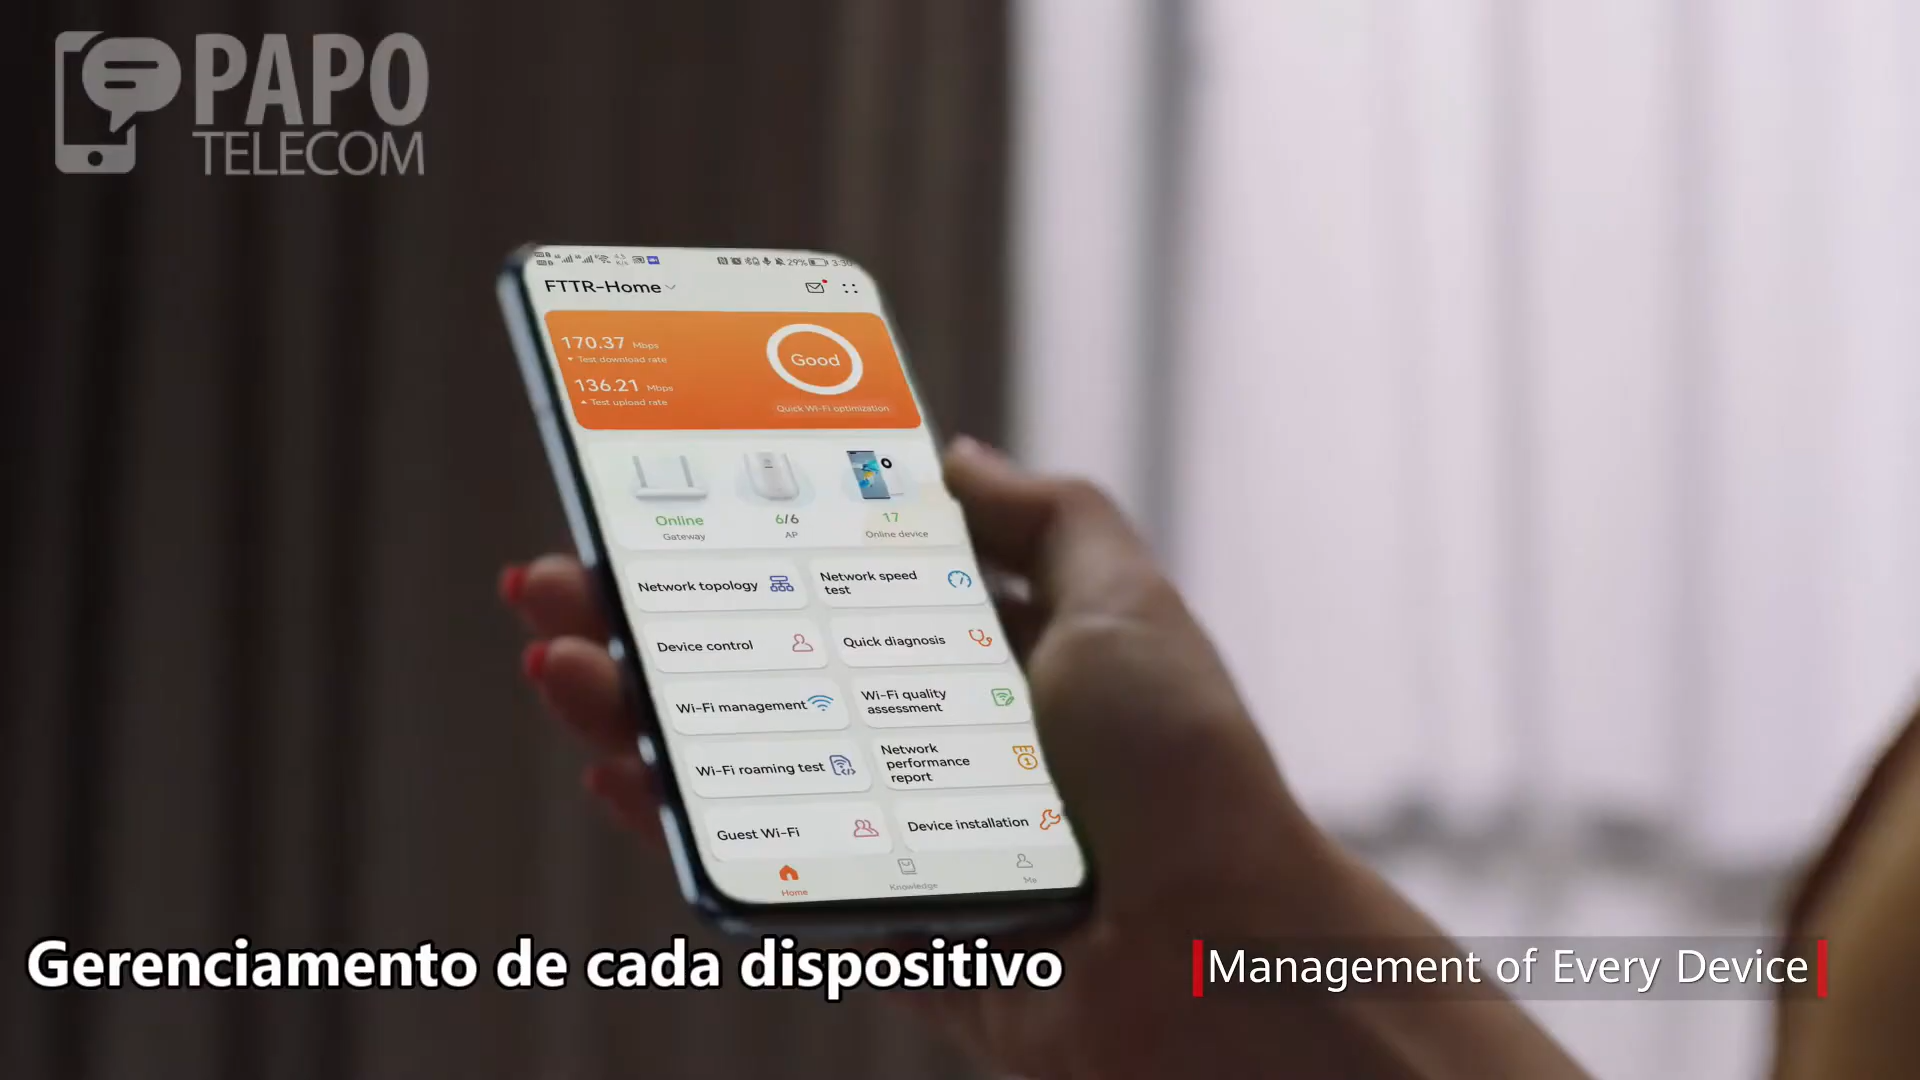 PAPO
TELECOM
29%
FTTR-Home
170.37 Mbps
Test download rate
136.21 Mbps
Test upload rate
Good
Quick Wi-Fi optimization
Online
Gateway
6/6
AP
17
Online device
Network topology
Network speed
test
Device control
Quick diagnosis
Wi-Fi management
Wi-Fi quality
assessment
Wi-Fi roaming test
Network
performance
report
Guest Wi-Fi
Device installation
Home
Knowledge
Me
Gerenciamento de cada dispositivo
Management of Every Device